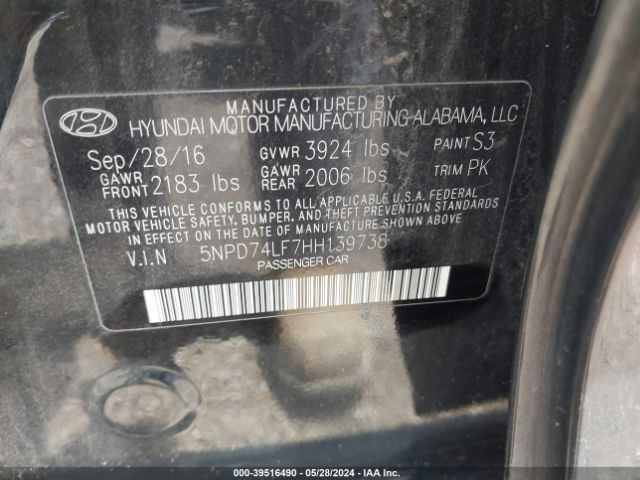 MANUFACTURED BY
HYUNDAI MOTOR MANUFACTURING ALABAMA, LLC
Sep/28/16 GVWR 3924 lbs PAINT S3
GAWR FRONT 2183 lbs GAWR REAR 2006 lbs TRIM PK
THIS VEHICLE CONFORMS TO ALL APPLICABLE U.S.A. FEDERAL
MOTOR VEHICLE SAFETY, BUMPER, AND THEFT PREVENTION STANDARDS
IN EFFECT ON THE DATE OF MANUFACTURE SHOWN ABOVE.
V.I.N 5NPD74LF7HH139738
PASSENGER CAR
000-39516490 - 05/28/2024 - IAA Inc.